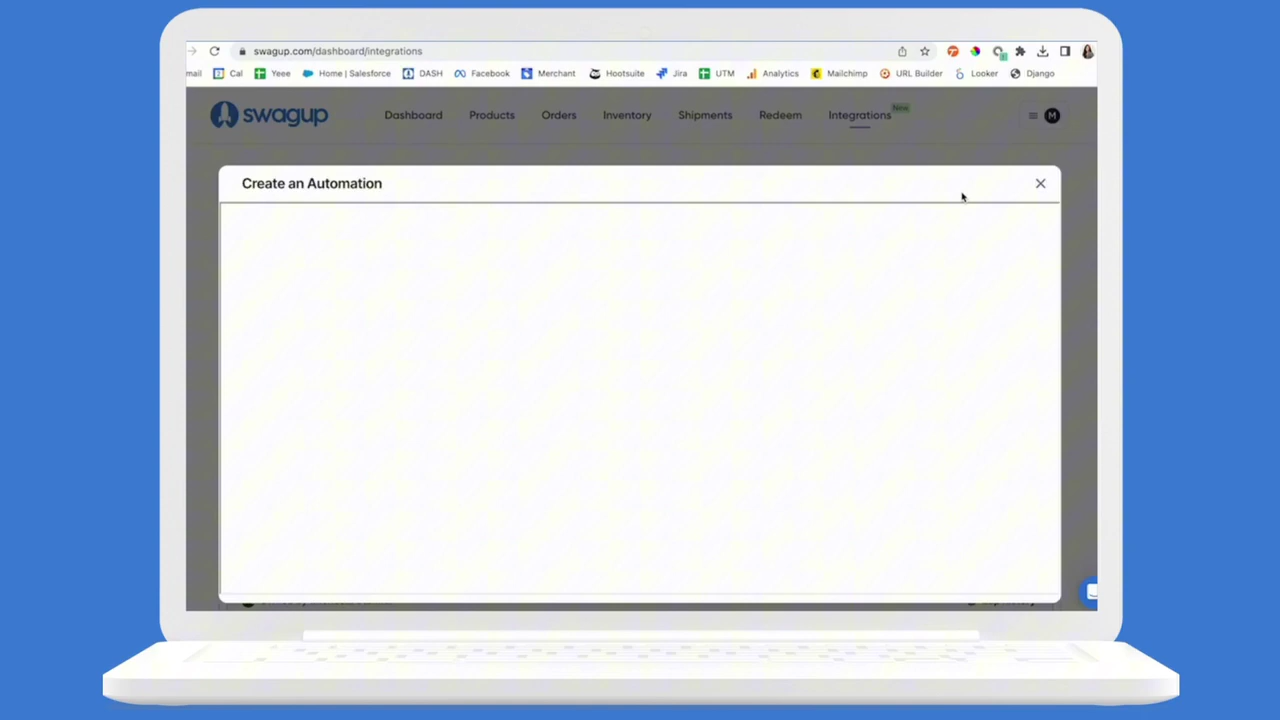 swagup.com/dashboard/integrations
mail Cal Yeee Home | Salesforce DASH Facebook Merchant Hootsuite Jira UTM Analytics Mailchimp URL Builder Looker Django
swagup Dashboard Products Orders Inventory Shipments Redeem Integrations New M
Create an Automation